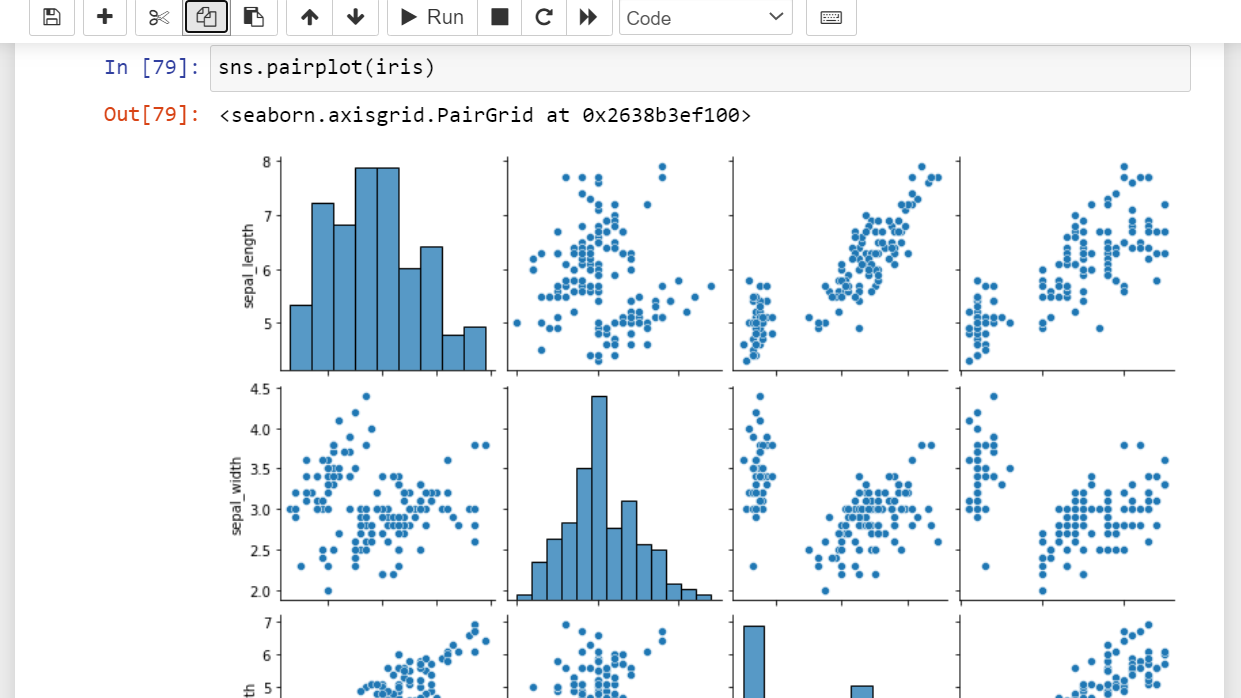 Run
Code
In [79]: sns.pairplot(iris)
Out[79]: <seaborn.axisgrid.PairGrid at 0x2638b3ef100>
8
7
6
5
sepal_length
4.5
4.0
3.5
3.0
2.5
2.0
sepal_width
7
6
5
th